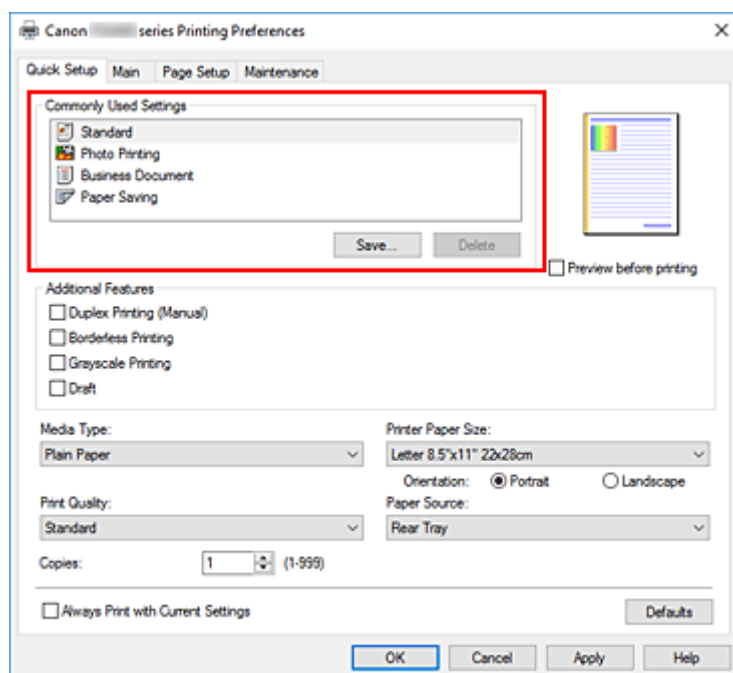 Canon series Printing Preferences
Quick Setup Main Page Setup Maintenance
Commonly Used Settings
Standard
Photo Printing
Business Document
Paper Saving
Save... Delete
Preview before printing
Additional Features
Duplex Printing (Manual)
Borderless Printing
Grayscale Printing
Draft
Media Type: Printer Paper Size:
Plain Paper Letter 8.5"x11" 22x28cm
Orientation: Portrait Landscape
Print Quality: Paper Source:
Standard Rear Tray
Copies: 1 (1-999)
Always Print with Current Settings Defaults
OK Cancel Apply Help